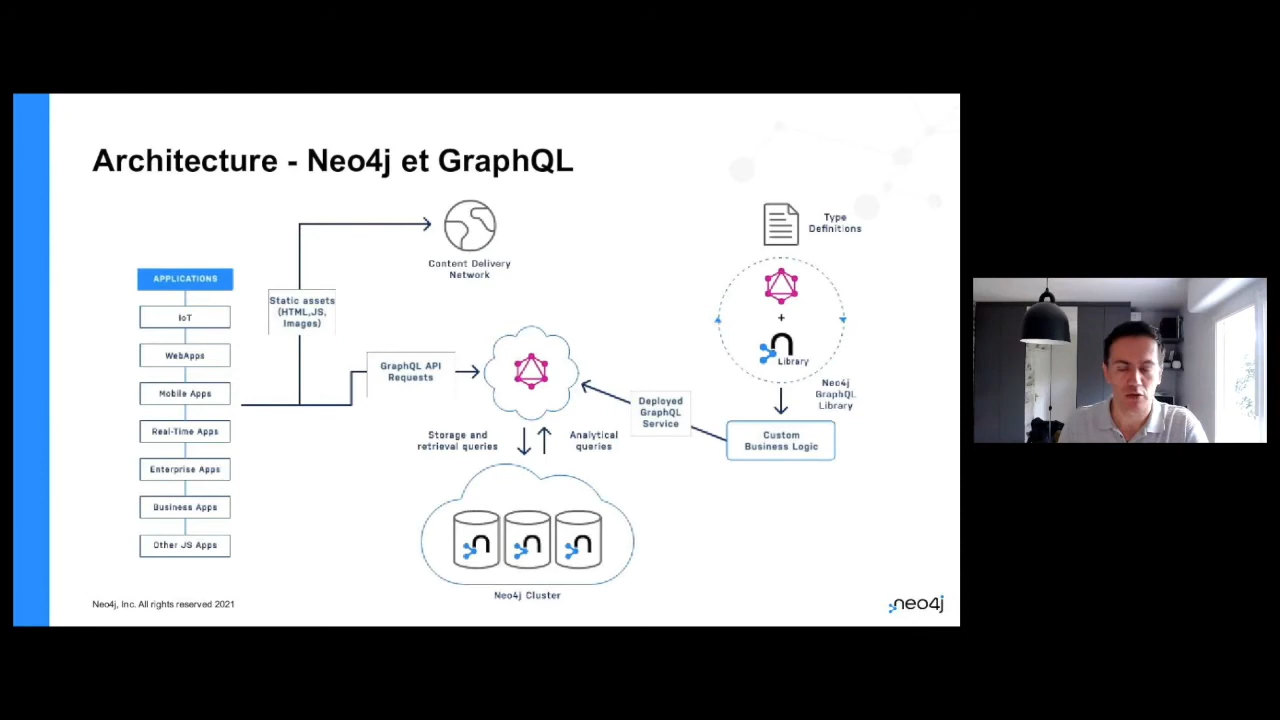 Architecture - Neo4j et GraphQL
Type
Definitions
Content Delivery
Network
APPLICATIONS
IoT
WebApps
Mobile Apps
Real-Time Apps
Enterprise Apps
Business Apps
Other JS Apps
Static assets
(HTML,JS,
Images)
GraphQL API
Requests
+
Library
Neo4j
GraphQL
Library
Deployed
GraphQL
Service
Custom
Business Logic
Storage and
retrieval queries
Analytical
queries
n
n
n
Neo4j Cluster
Neo4j, Inc. All rights reserved 2021
neo4j